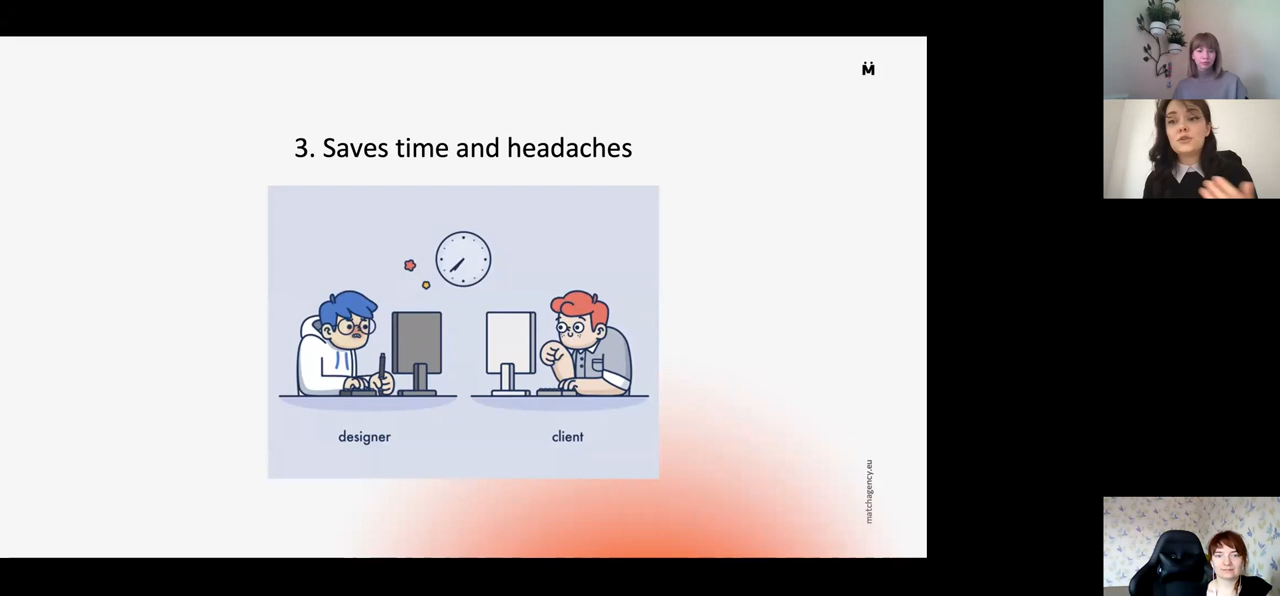 M̈
3. Saves time and headaches
designer
client
matchagency.eu